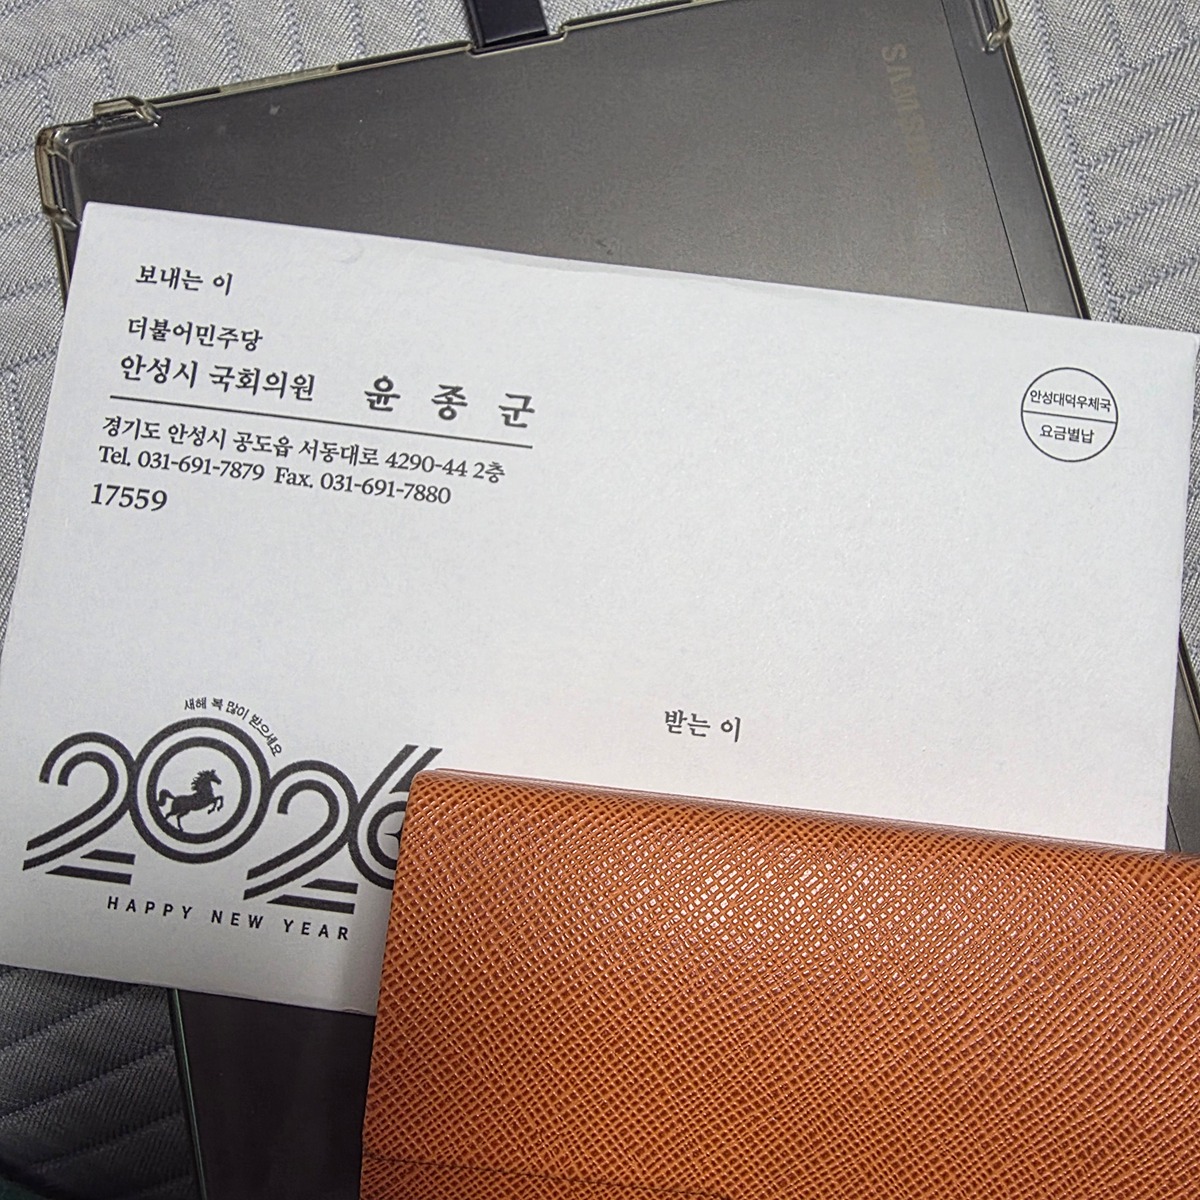 SAMSUNG
보내는 이
더불어민주당
안성시 국회의원 윤 종 군
경기도 안성시 공도읍 서동대로 4290-44 2층
Tel. 031-691-7879 Fax. 031-691-7880
17559
안성대덕우체국
요금별납
받는 이
새해 복 많이 받으세요
2026
HAPPY NEW YEAR